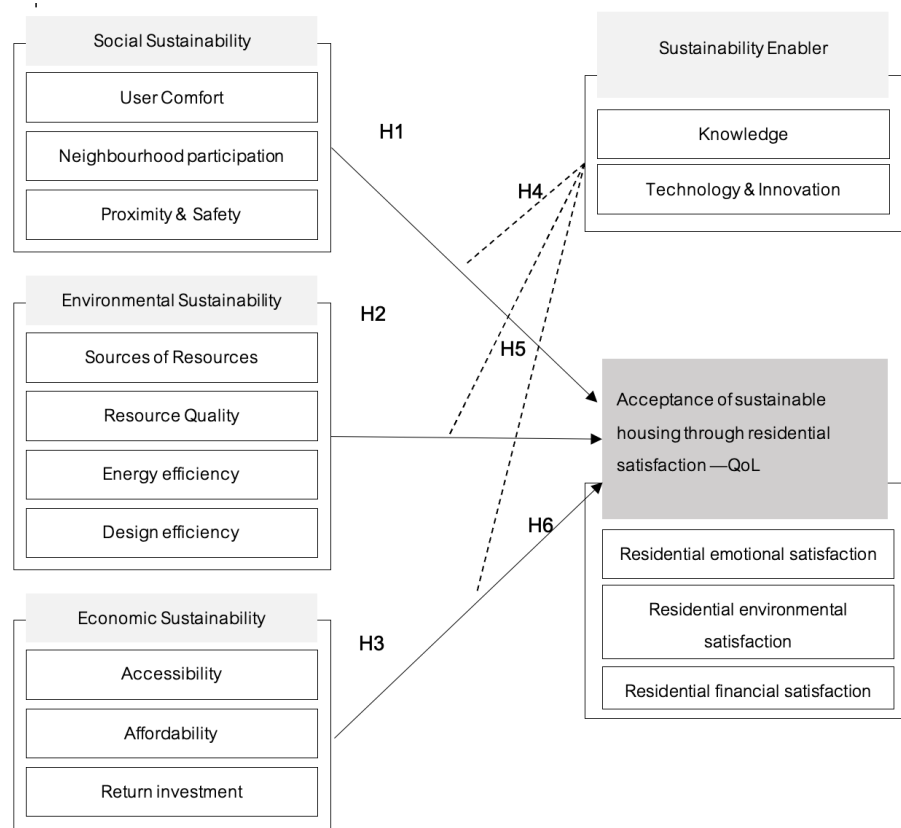 Social Sustainability
User Comfort
Neighbourhood participation
Proximity & Safety
Environmental Sustainability
Sources of Resources
Resource Quality
Energy efficiency
Design efficiency
Economic Sustainability
Accessibility
Affordability
Return investment
H1
H2
H3
H4
H5
H6
Sustainability Enabler
Knowledge
Technology & Innovation
Acceptance of sustainable
housing through residential
satisfaction —QoL
Residential emotional satisfaction
Residential environmental
satisfaction
Residential financial satisfaction